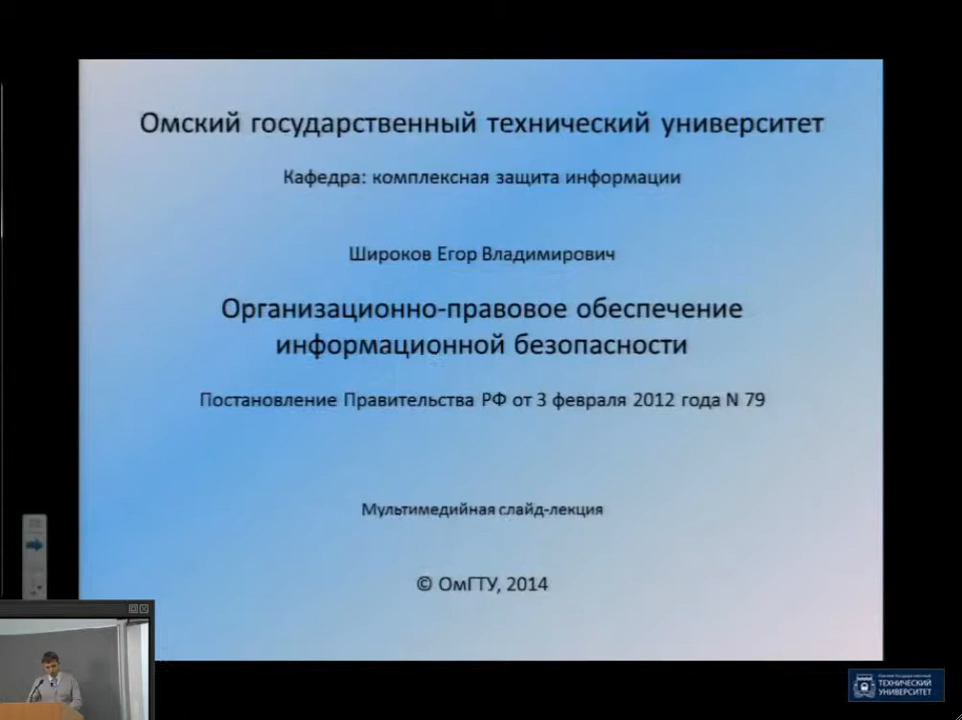 Омский государственный технический университет
Кафедра: комплексная защита информации
Широков Егор Владимирович
Организационно-правовое обеспечение
информационной безопасности
Постановление Правительства РФ от 3 февраля 2012 года N 79
Мультимедийная слайд-лекция
© ОмГТУ, 2014
ТЕХНИЧЕСКИЙ
УНИВЕРСИТЕТ